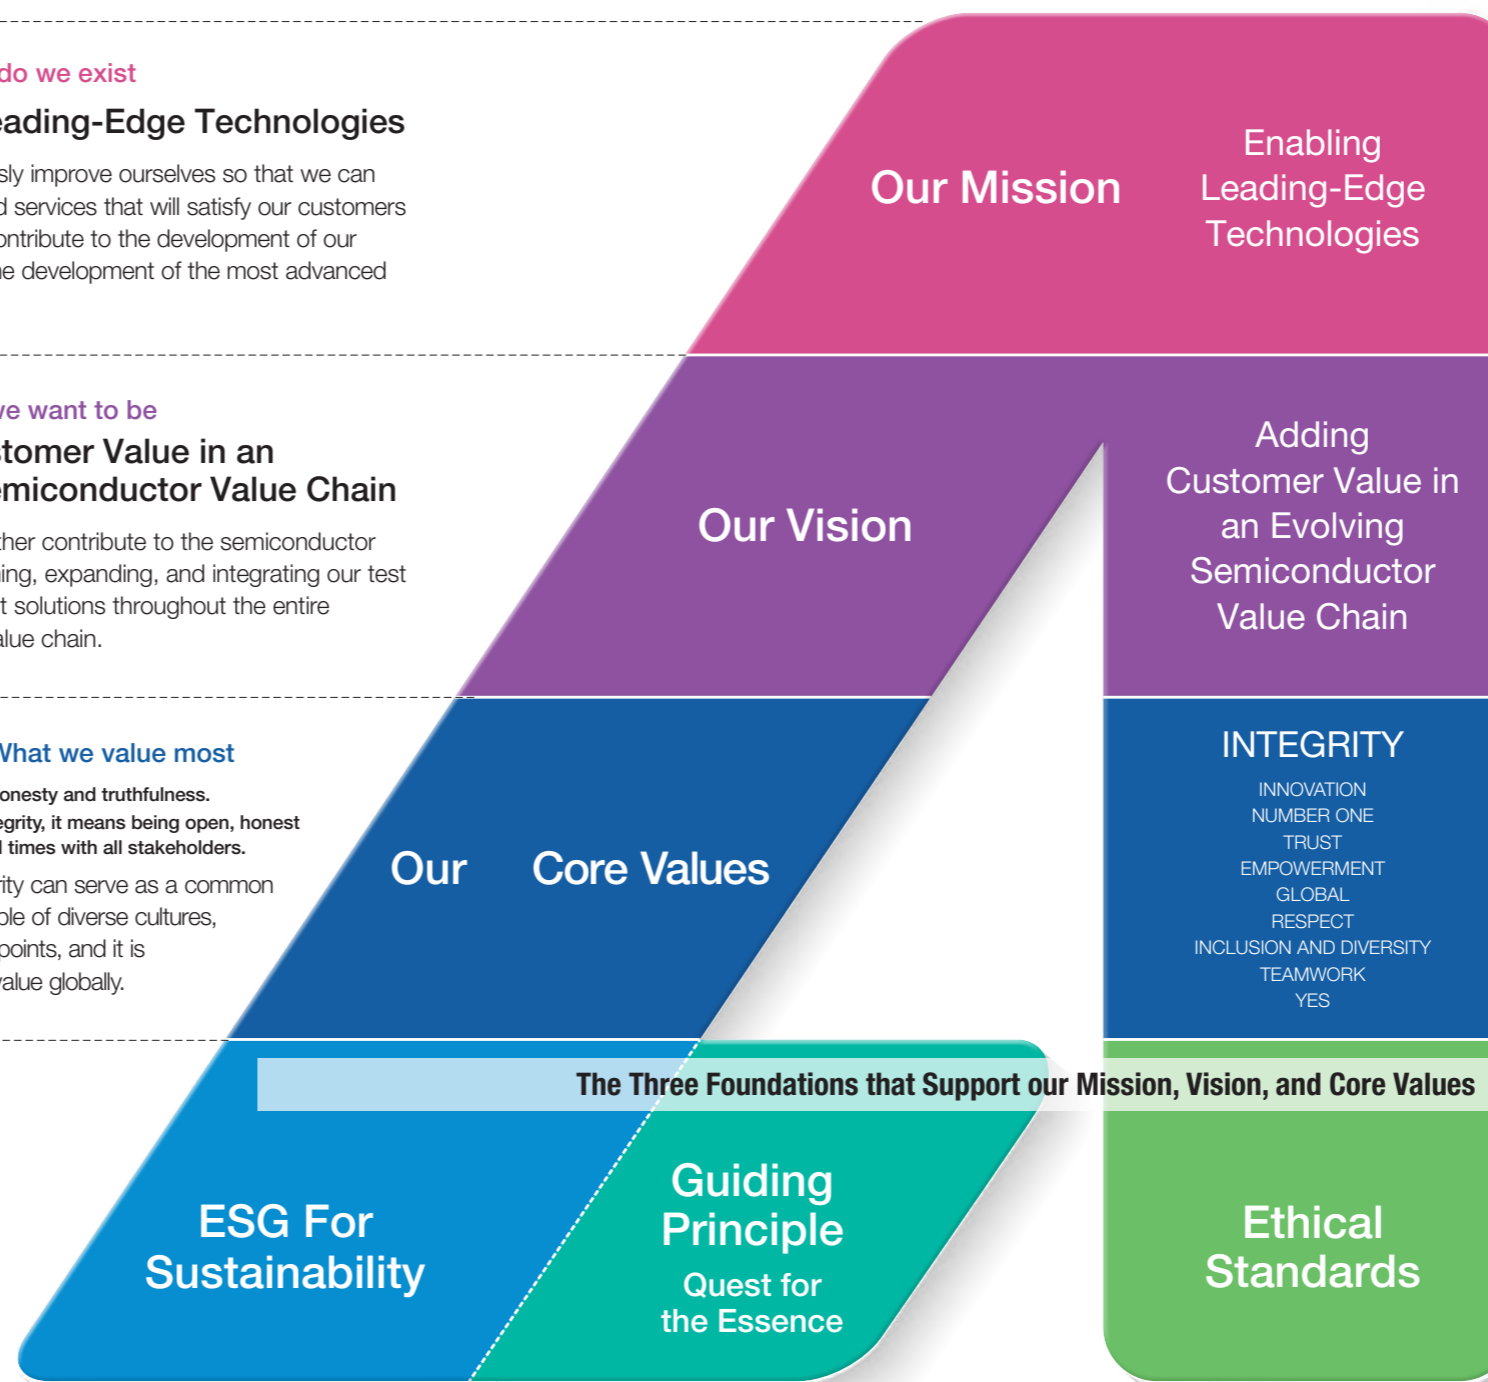 do we exist
eading-Edge Technologies
sly improve ourselves so that we can
d services that will satisfy our customers
ontribute to the development of our
e development of the most advanced
Our Mission
Enabling
Leading-Edge
Technologies
ve want to be
stomer Value in an
emiconductor Value Chain
ther contribute to the semiconductor
ing, expanding, and integrating our test
t solutions throughout the entire
alue chain.
Our Vision
Adding
Customer Value in
an Evolving
Semiconductor
Value Chain
What we value most
onesty and truthfulness.
egrity, it means being open, honest
l times with all stakeholders.
rity can serve as a common
ple of diverse cultures,
points, and it is
value globally.
Our Core Values
INTEGRITY
INNOVATION
NUMBER ONE
TRUST
EMPOWERMENT
GLOBAL
RESPECT
INCLUSION AND DIVERSITY
TEAMWORK
YES
The Three Foundations that Support our Mission, Vision, and Core Values
ESG For
Sustainability
Guiding
Principle
Quest for
the Essence
Ethical
Standards